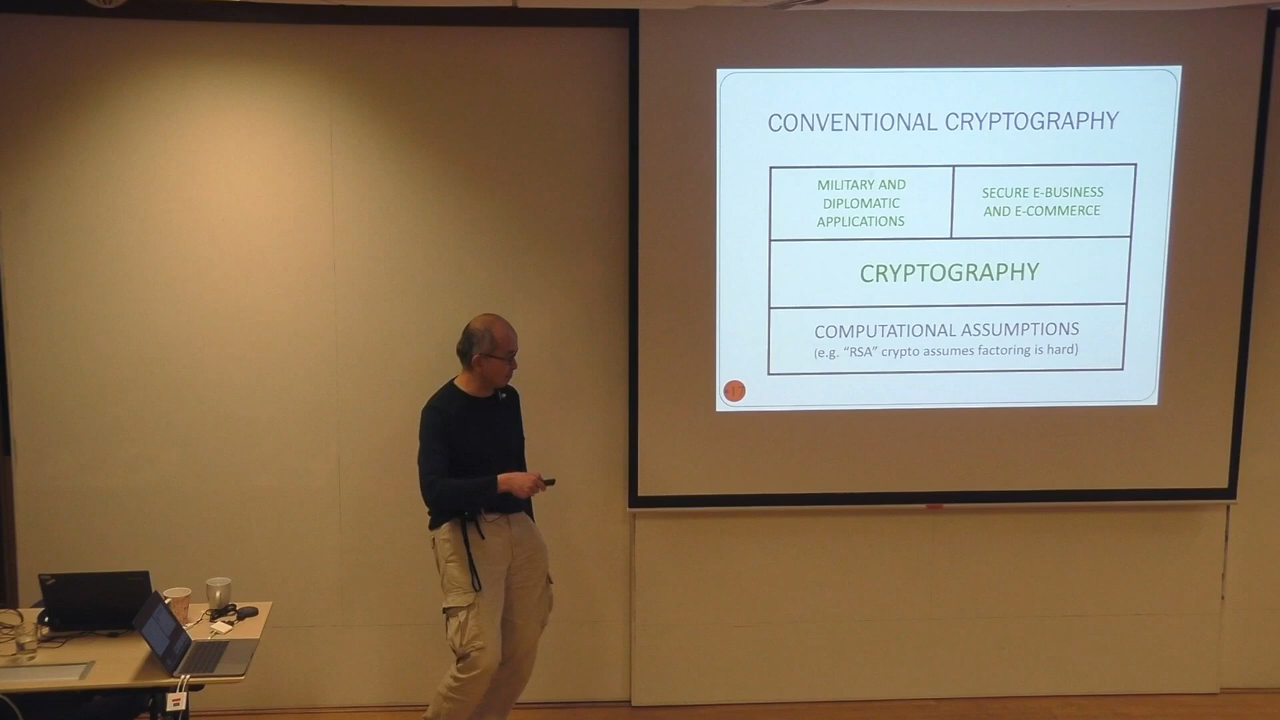 CONVENTIONAL CRYPTOGRAPHY
MILITARY AND
DIPLOMATIC
APPLICATIONS
SECURE E-BUSINESS
AND E-COMMERCE
CRYPTOGRAPHY
COMPUTATIONAL ASSUMPTIONS
(e.g. “RSA” crypto assumes factoring is hard)